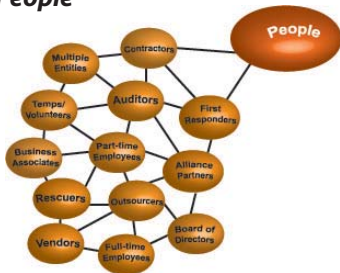 People
People
Contractors
Multiple
Entities
Auditors
First
Responders
Temps/
Volunteers
Part-time
Employees
Business
Associates
Alliance
Partners
Rescuers
Outsourcers
Board of
Directors
Vendors
Full-time
Employees